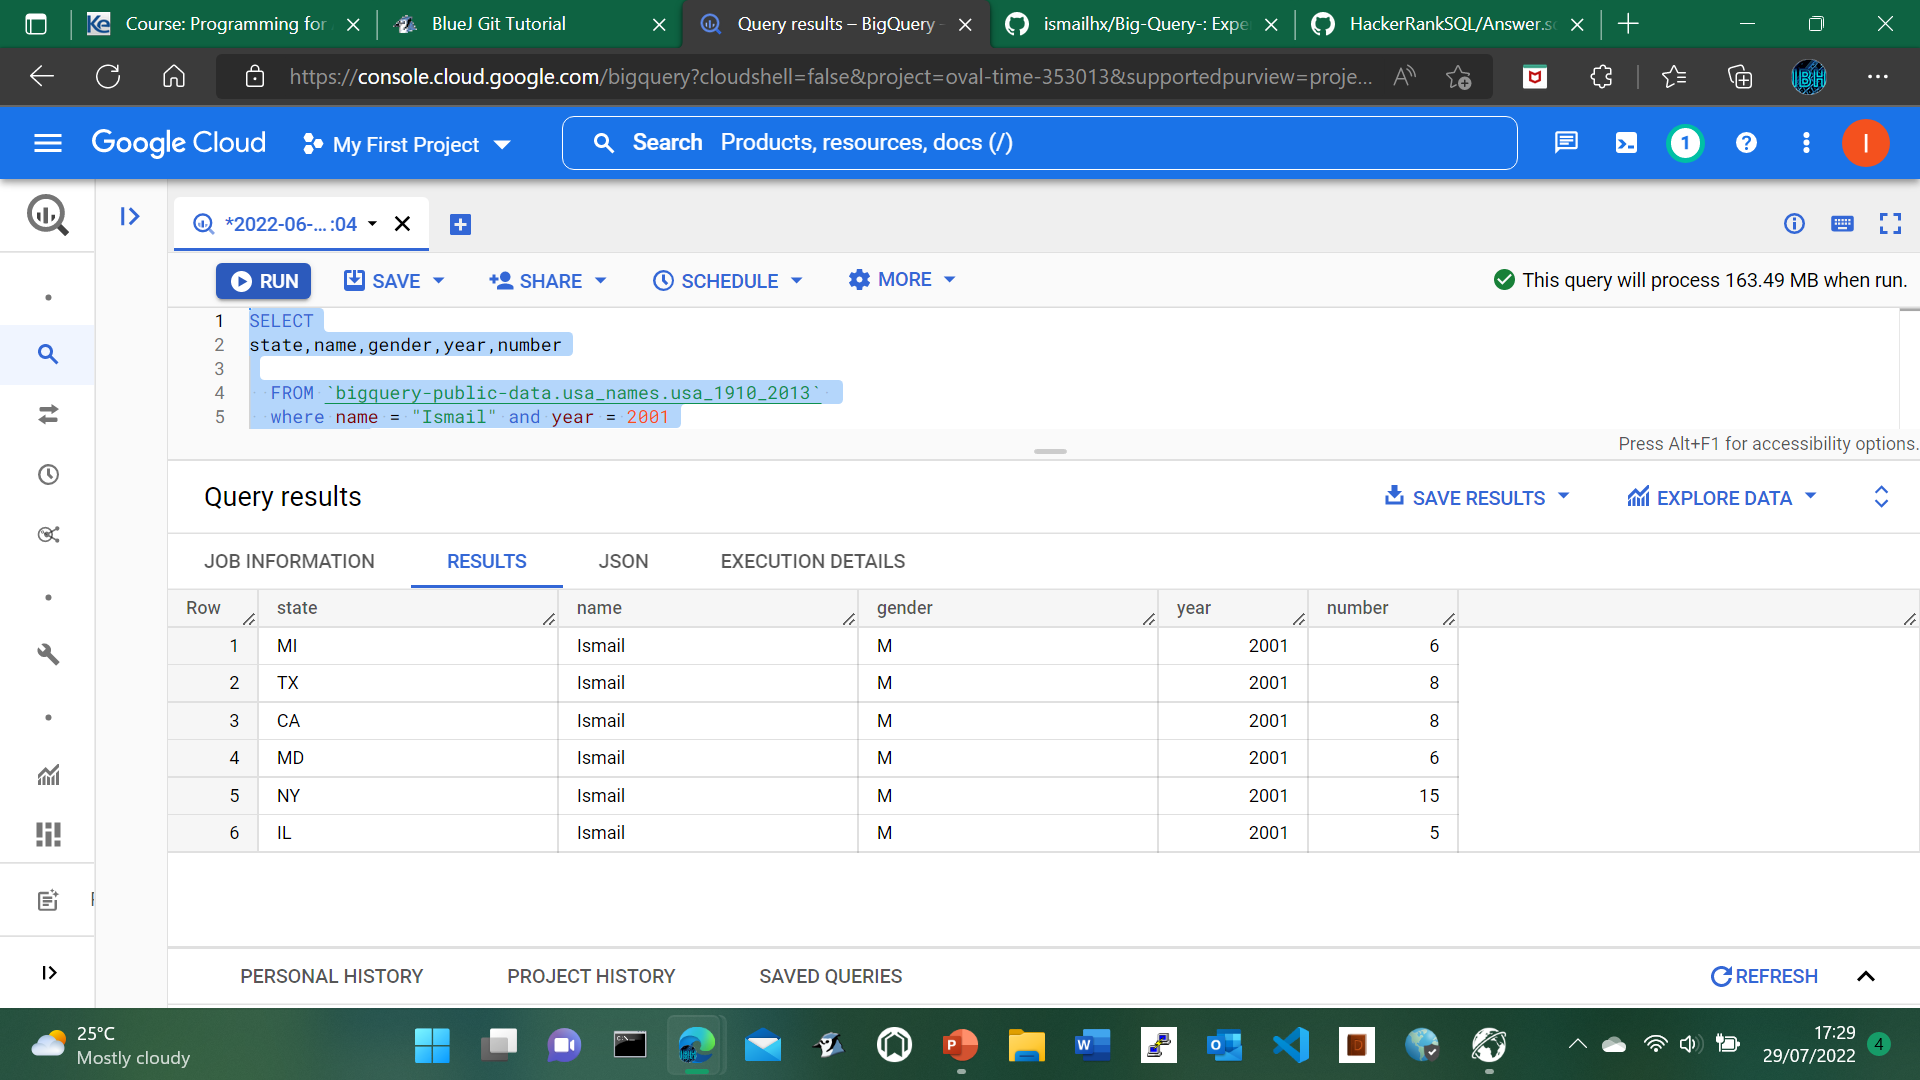 Course: Programming for
BlueJ Git Tutorial
Query results – BigQuery -
ismailhx/Big-Query-: Expe
HackerRankSQL/Answer.sc
https://console.cloud.google.com/bigquery?cloudshell=false&project=oval-time-353013&supportedpurview=proje...
Google Cloud
My First Project
Search Products, resources, docs (/)
1
I
*2022-06-...:04
RUN
SAVE
SHARE
SCHEDULE
MORE
This query will process 163.49 MB when run.
1 SELECT
2 state,name,gender,year,number
3
4 FROM `bigquery-public-data.usa_names.usa_1910_2013`
5 where name = "Ismail" and year = 2001
Press Alt+F1 for accessibility options.
Query results
SAVE RESULTS
EXPLORE DATA
JOB INFORMATION RESULTS JSON EXECUTION DETAILS
Row state name gender year number
1 MI Ismail M 2001 6
2 TX Ismail M 2001 8
3 CA Ismail M 2001 8
4 MD Ismail M 2001 6
5 NY Ismail M 2001 15
6 IL Ismail M 2001 5
PERSONAL HISTORY PROJECT HISTORY SAVED QUERIES REFRESH
25°C
Mostly cloudy
17:29
29/07/2022
4